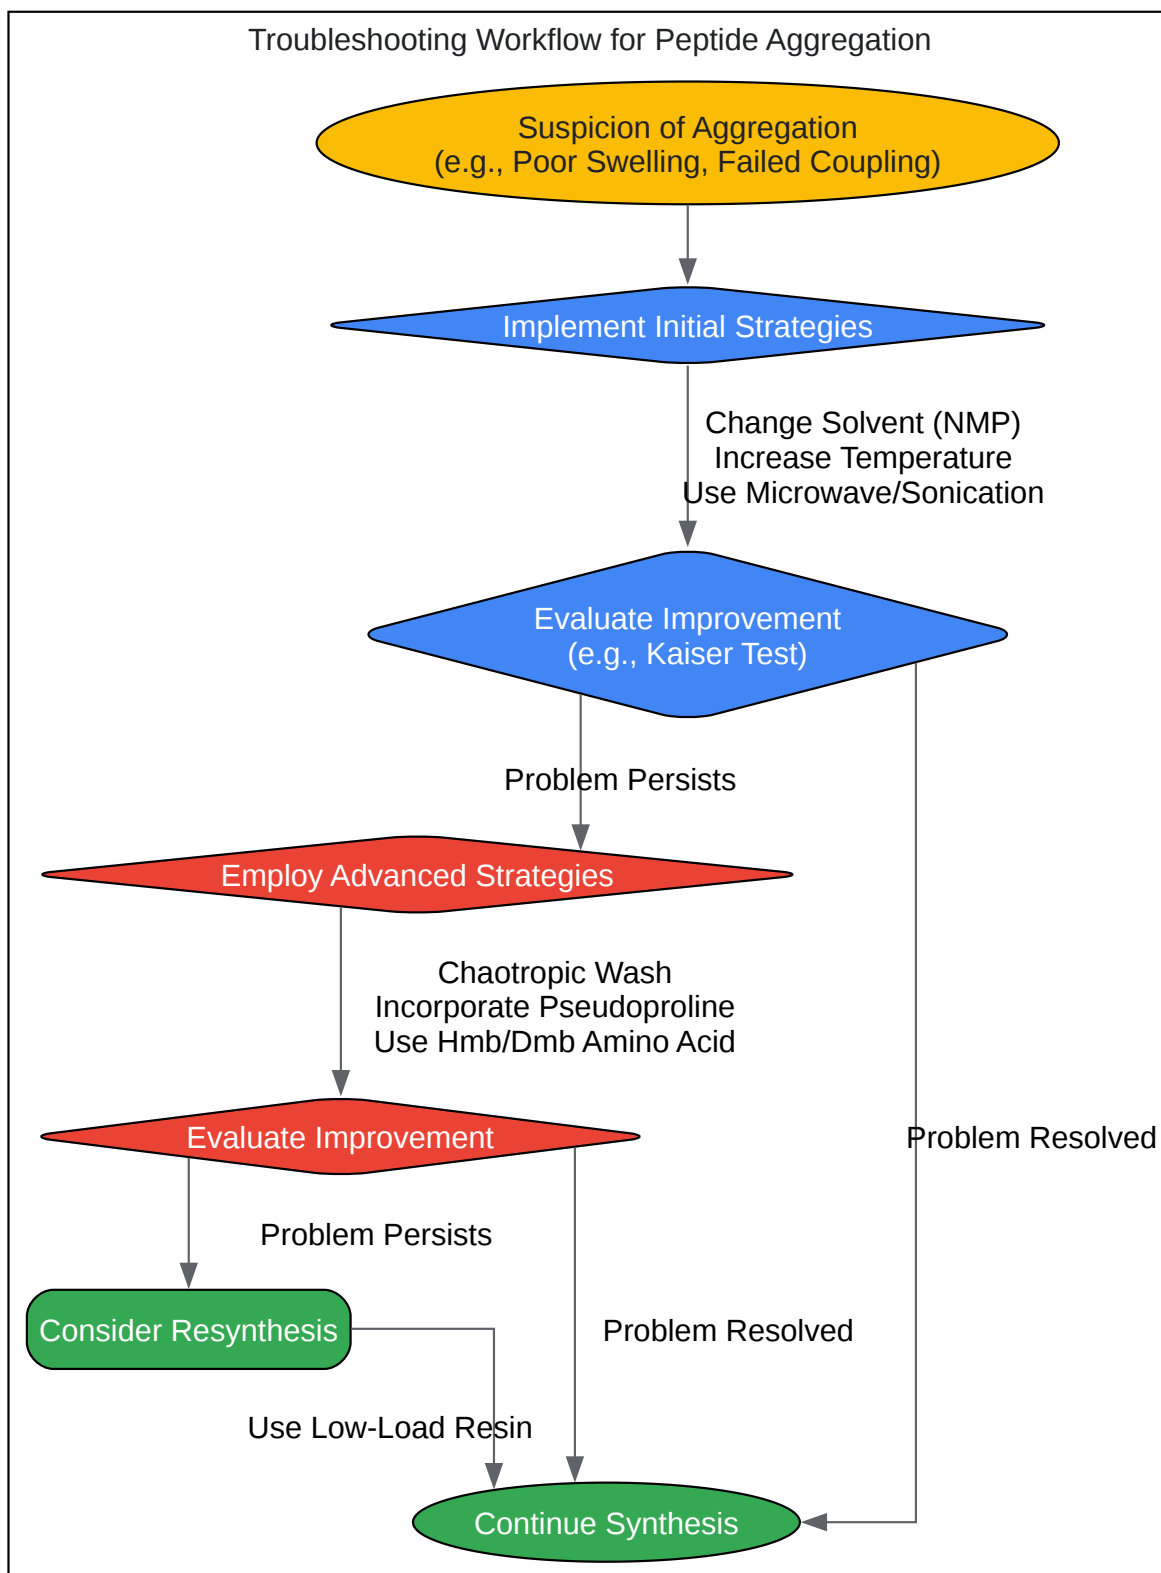 Troubleshooting Workflow for Peptide Aggregation
Suspicion of Aggregation
(e.g., Poor Swelling, Failed Coupling)
Implement Initial Strategies
Change Solvent (NMP)
Increase Temperature
Use Microwave/Sonication
Evaluate Improvement
(e.g., Kaiser Test)
Problem Persists
Employ Advanced Strategies
Chaotropic Wash
Incorporate Pseudoproline
Use Hmb/Dmb Amino Acid
Evaluate Improvement
Problem Resolved
Problem Persists
Consider Resynthesis
Problem Resolved
Use Low-Load Resin
Continue Synthesis